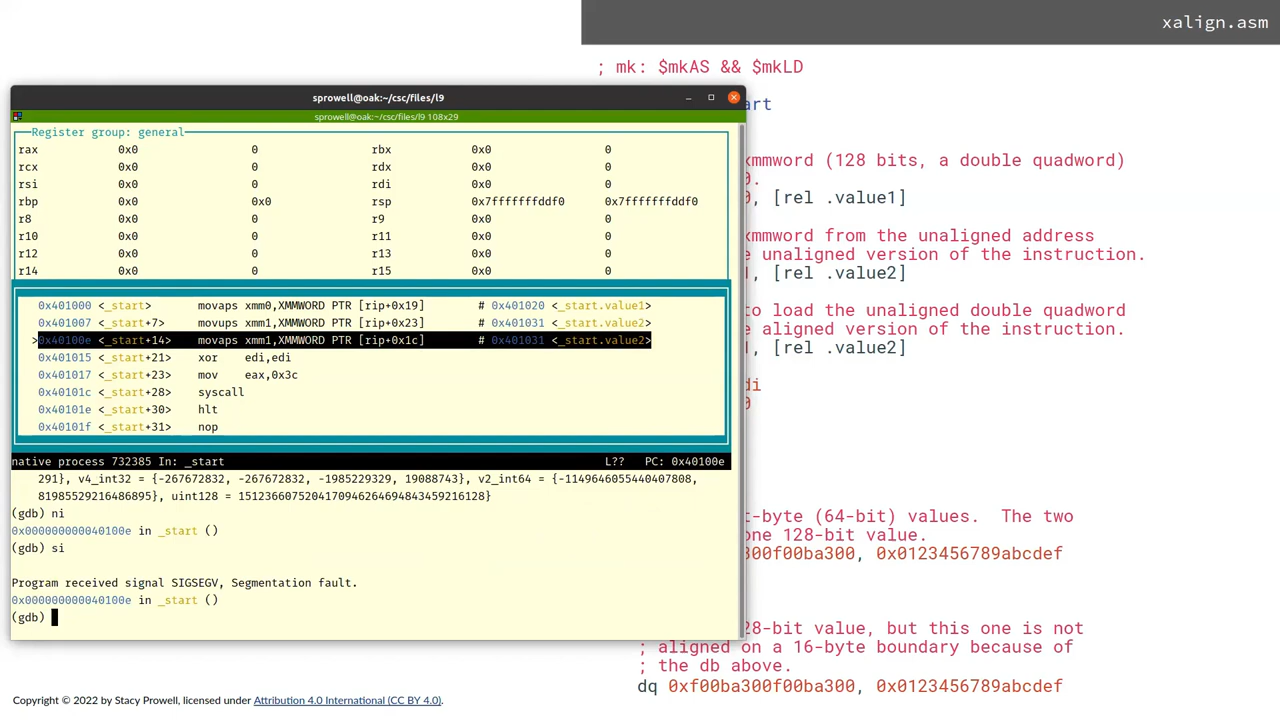 xalign.asm
; mk: $mkAS && $mkLD
art
xmmword (128 bits, a double quadword)
0.
0, [rel .value1]
xmmword from the unaligned address
e unaligned version of the instruction.
1, [rel .value2]
to load the unaligned double quadword
e aligned version of the instruction.
1, [rel .value2]
di
0
t-byte (64-bit) values.  The two
one 128-bit value.
300f00ba300, 0x0123456789abcdef
28-bit value, but this one is not
; aligned on a 16-byte boundary because of
; the db above.
dq 0xf00ba300f00ba300, 0x0123456789abcdef
sprowell@oak:~/csc/files/l9
sprowell@oak:~/csc/files/l9 108x29
Register group: general
rax 0x0 0 rbx 0x0 0
rcx 0x0 0 rdx 0x0 0
rsi 0x0 0 rdi 0x0 0
rbp 0x0 0x0 rsp 0x7fffffffddf0 0x7fffffffddf0
r8 0x0 0 r9 0x0 0
r10 0x0 0 r11 0x0 0
r12 0x0 0 r13 0x0 0
r14 0x0 0 r15 0x0 0
0x401000 <_start> movaps xmm0,XMMWORD PTR [rip+0x19] # 0x401020 <_start.value1>
0x401007 <_start+7> movups xmm1,XMMWORD PTR [rip+0x23] # 0x401031 <_start.value2>
>0x40100e <_start+14> movaps xmm1,XMMWORD PTR [rip+0x1c] # 0x401031 <_start.value2>
0x401015 <_start+21> xor edi,edi
0x401017 <_start+23> mov eax,0x3c
0x40101c <_start+28> syscall
0x40101e <_start+30> hlt
0x40101f <_start+31> nop
native process 732385 In: _start L?? PC: 0x40100e
291}, v4_int32 = {-267672832, -267672832, -1985229329, 19088743}, v2_int64 = {-1149646055440407808,
81985529216486895}, uint128 = 151236607520417094626469484345921612​8}
(gdb) ni
0x000000000040100e in _start ()
(gdb) si
Program received signal SIGSEGV, Segmentation fault.
0x000000000040100e in _start ()
(gdb)
Copyright © 2022 by Stacy Prowell, licensed under Attribution 4.0 International (CC BY 4.0).